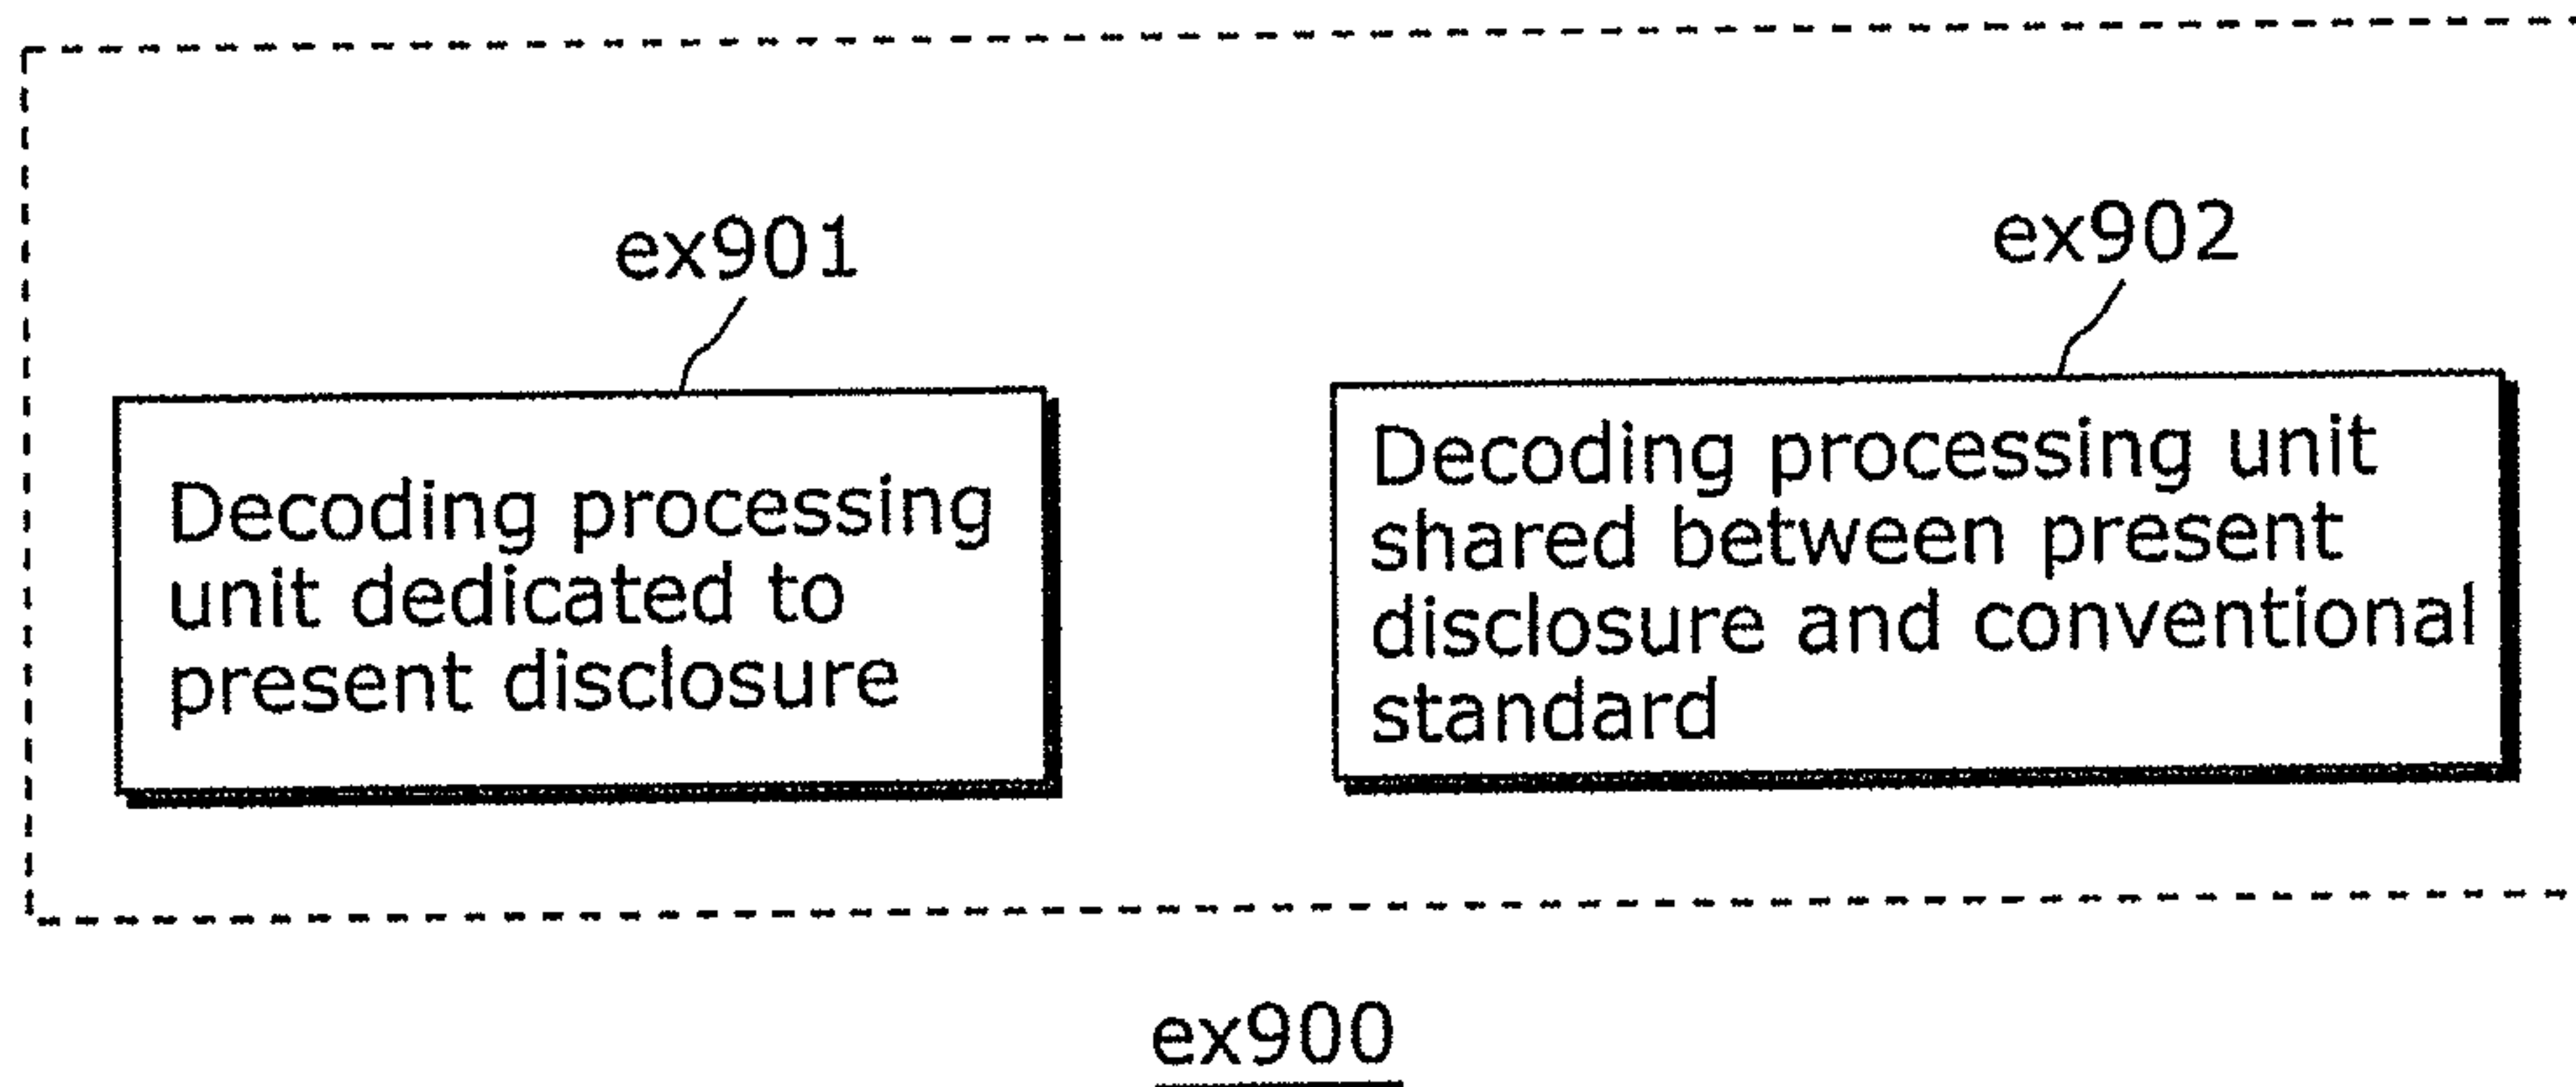 ex901
ex902
Decoding processing
unit dedicated to
present disclosure
Decoding processing unit
shared between present
disclosure and conventional
standard
ex900